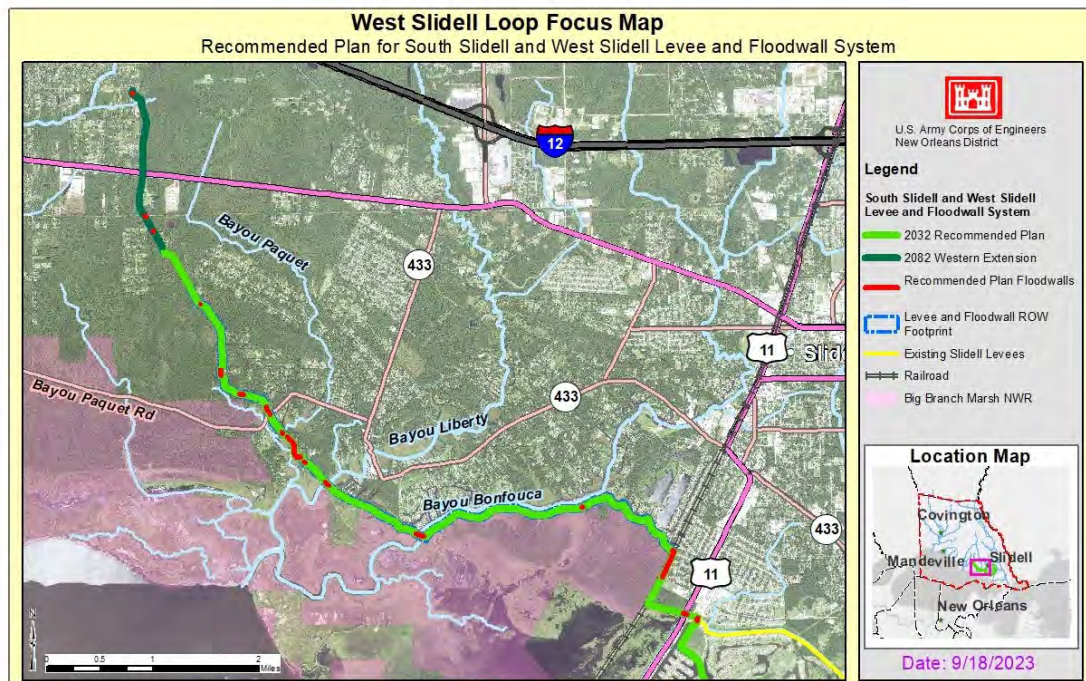 West Slidell Loop Focus Map
Recommended Plan for South Slidell and West Slidell Levee and Floodwall System
12
Bayou Paquet
433
11
Slide
Bayou Paquet Rd
433
Bayou Liberty
Bayou Bonfouca
433
11
N
0 0.5 1 2
Miles
U.S. Army Corps of Engineers
New Orleans District
Legend
South Slidell and West Slidell
Levee and Floodwall System
2032 Recommended Plan
2082 Western Extension
Recommended Plan Floodwalls
Levee and Floodwall ROW
Footprint
Existing Slidell Levees
Railroad
Big Branch Marsh NWR
Location Map
Covington
Mandeville
Slidell
New Orleans
Date: 9/18/2023